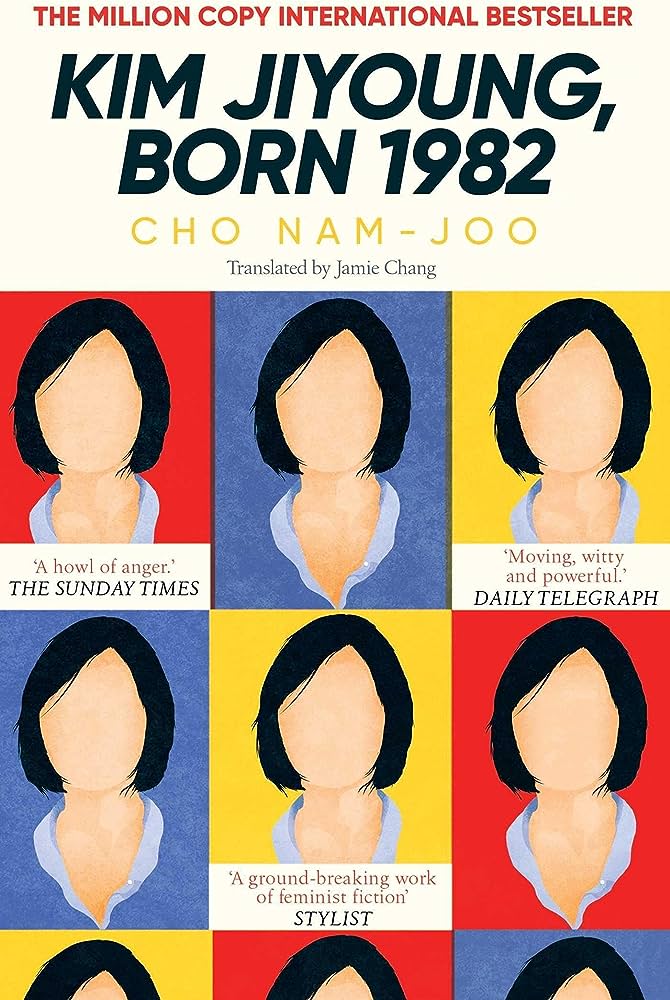 THE MILLION COPY INTERNATIONAL BESTSELLER
KIM JIYOUNG,
BORN 1982
CHO NAM-JOO
Translated by Jamie Chang
‘A howl of anger.’
THE SUNDAY TIMES
‘Moving, witty
and powerful.’
DAILY TELEGRAPH
‘A ground-breaking work
of feminist fiction’
STYLIST